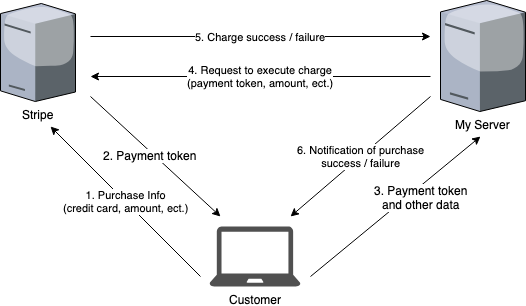 5. Charge success / failure
4. Request to execute charge
(payment token, amount, ect.)
Stripe
My Server
2. Payment token
6. Notification of purchase
success / failure
1. Purchase Info
(credit card, amount, ect.)
3. Payment token
and other data
Customer